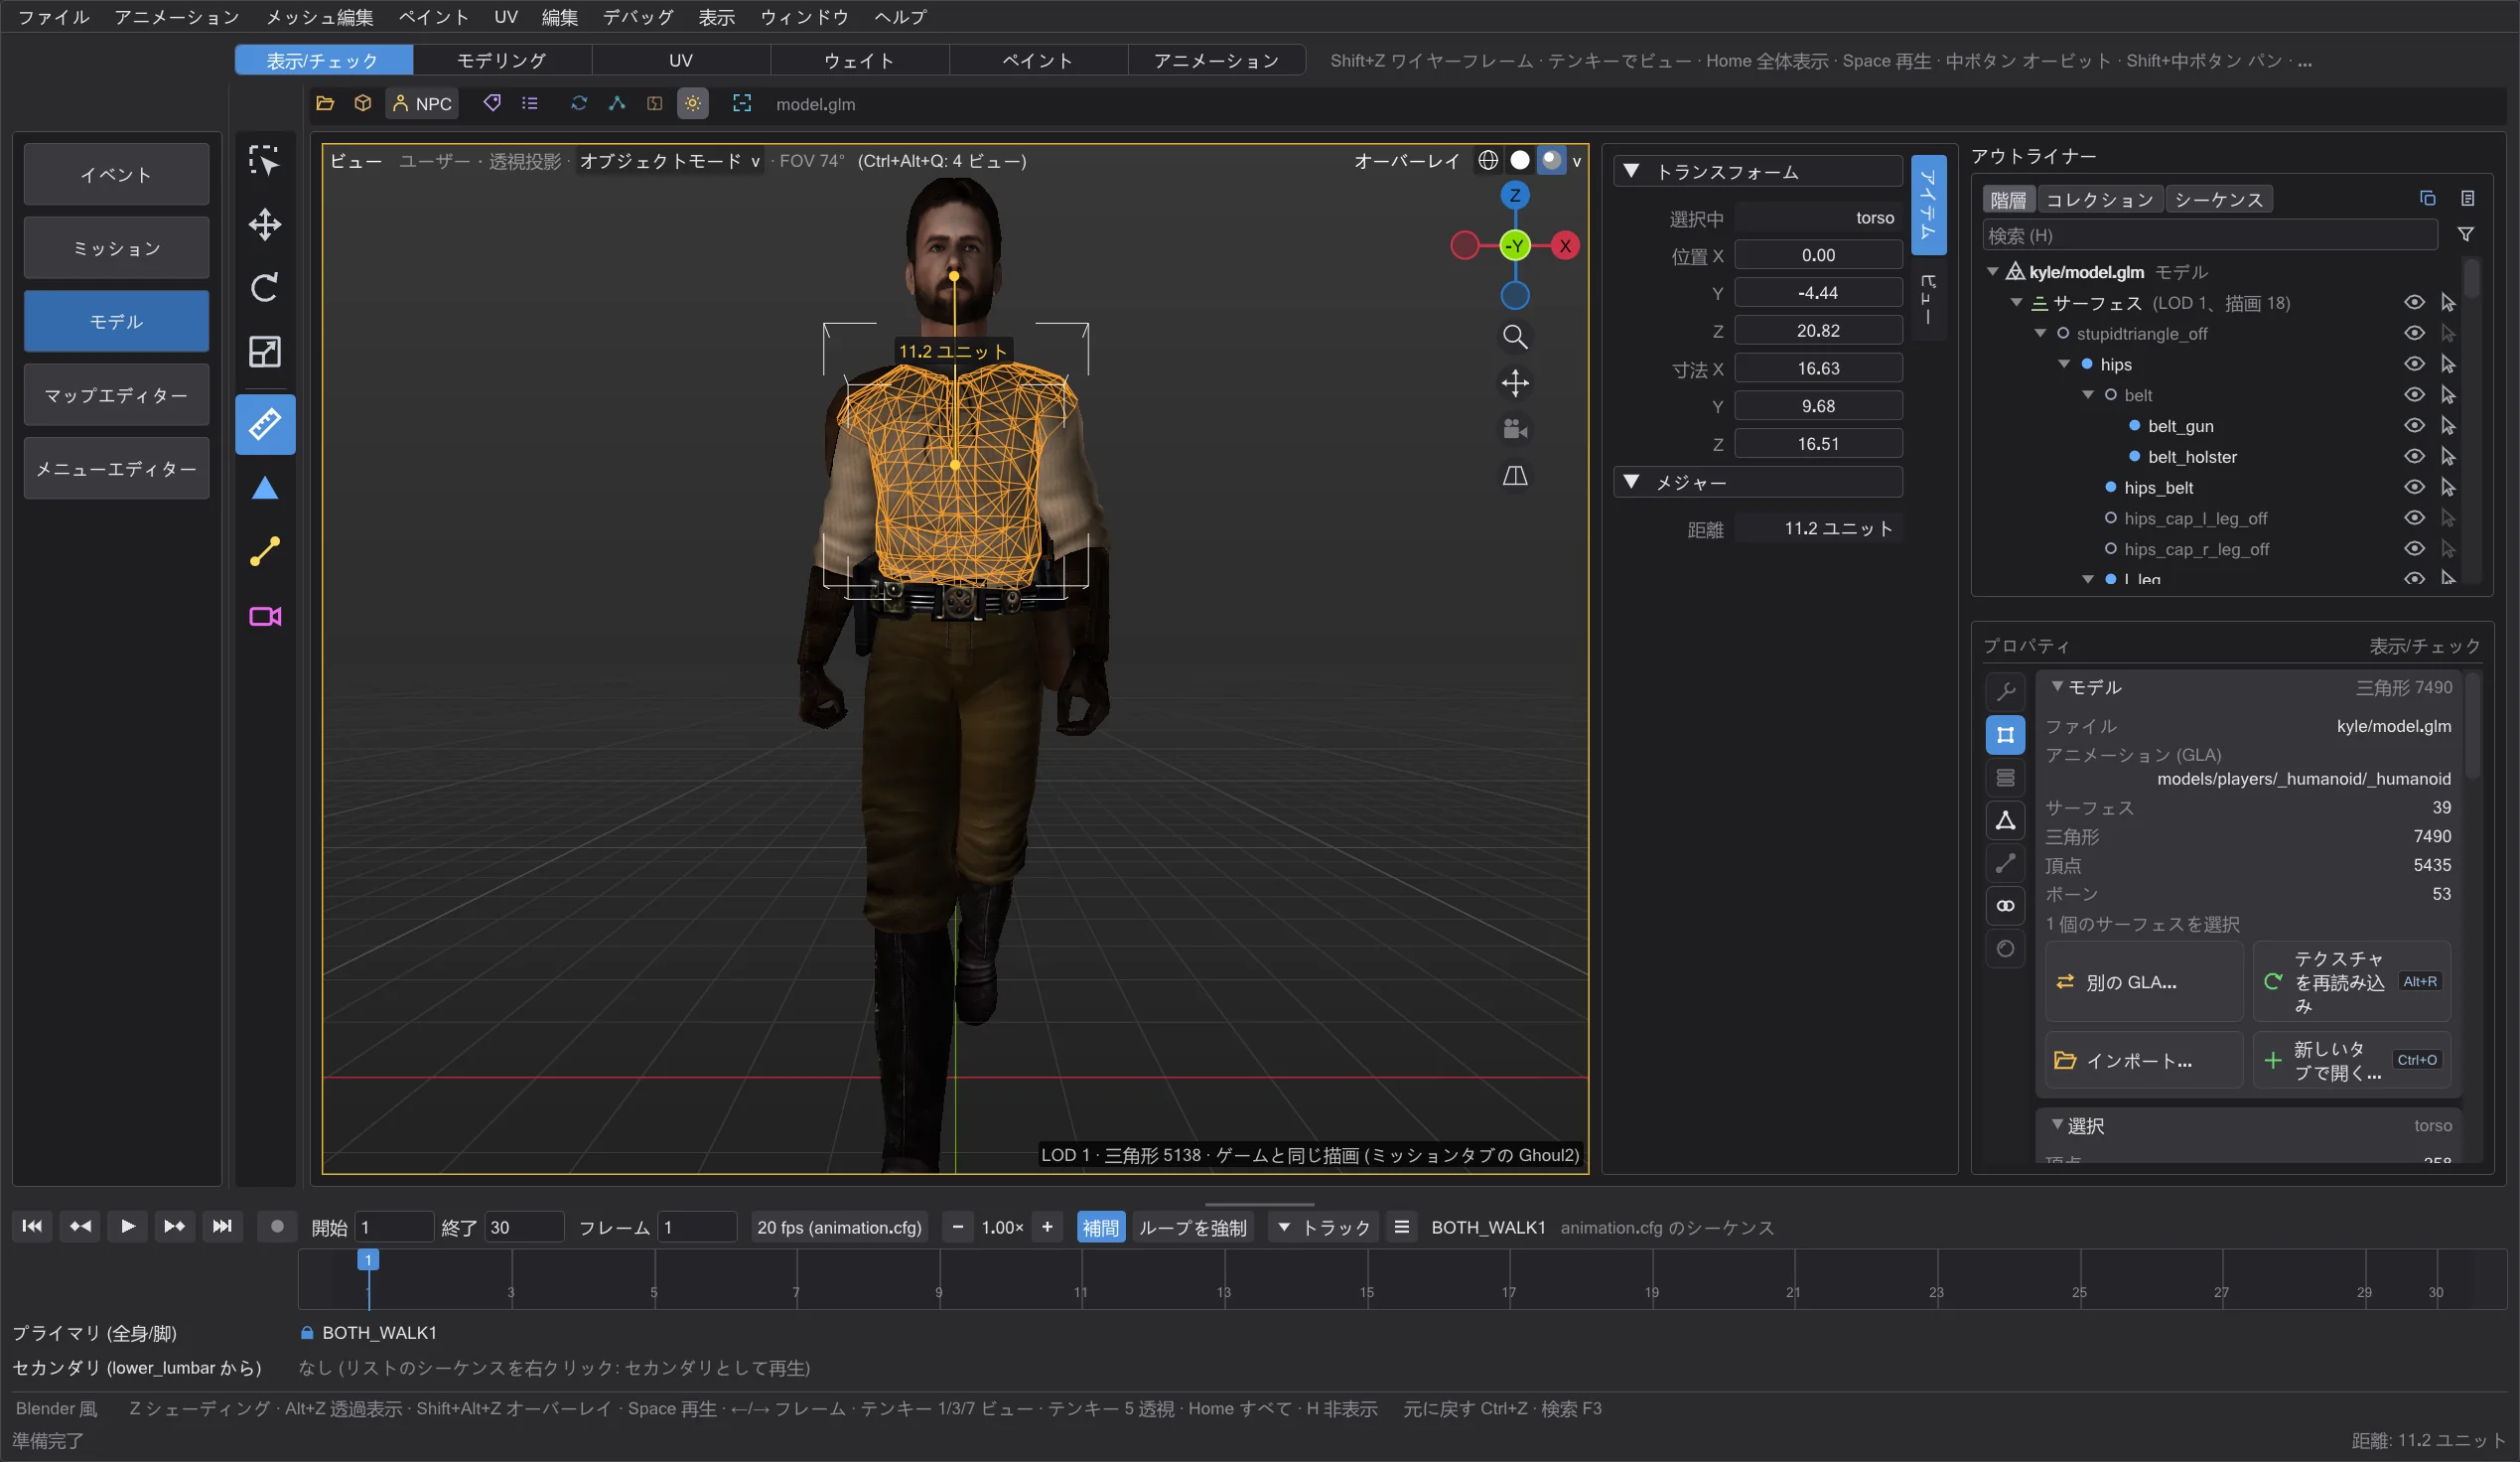 ファイル アニメーション メッシュ編集 ペイント UV 編集 デバッグ 表示 ウィンドウ ヘルプ
表示/チェック モデリング UV ウェイト ペイント アニメーション Shift+Z ワイヤーフレーム · テンキーでビュー · Home 全体表示 · Space 再生 · 中ボタン オービット · Shift+中ボタン パン · ...
NPC model.glm
イベント
ミッション
モデル
マップエディター
メニューエディター
ビュー ユーザー · 透視投影 · オブジェクトモード v · FOV 74° (Ctrl+Alt+Q: 4 ビュー) オーバーレイ v
Z
-Y X
11.2 ユニット
LOD 1 · 三角形 5138 · ゲームと同じ描画 (ミッションタブの Ghoul2)
トランスフォーム
選択中 torso
位置 X 0.00
Y -4.44
Z 20.82
寸法 X 16.63
Y 9.68
Z 16.51
メジャー
距離 11.2 ユニット
アイテム
ビュー
アウトライナー
階層 コレクション シーケンス
検索 (H)
kyle/model.glm モデル
サーフェス (LOD 1、描画 18)
stupidtriangle_off
hips
belt
belt_gun
belt_holster
hips_belt
hips_cap_l_leg_off
hips_cap_r_leg_off
l_leg
プロパティ 表示/チェック
モデル 三角形 7490
ファイル kyle/model.glm
アニメーション (GLA)
models/players/_humanoid/_humanoid
サーフェス 39
三角形 7490
頂点 5435
ボーン 53
1 個のサーフェスを選択
別の GLA...
テクスチャ
を再読み込 Alt+R
み
インポート...
新しいタ
ブで開く... Ctrl+O
選択 torso
頂点 258
開始 1 終了 30 フレーム 1 20 fps (animation.cfg) − 1.00× + 補間 ループを強制 トラック BOTH_WALK1 animation.cfg のシーケンス
1
1 3 5 7 9 11 13 15 17 19 21 23 25 27 29 30
プライマリ (全身/脚) BOTH_WALK1
セカンダリ (lower_lumbar から) なし (リストのシーケンスを右クリック: セカンダリとして再生)
Blender 風 Z シェーディング · Alt+Z 透過表示 · Shift+Alt+Z オーバーレイ · Space 再生 · ←/→ フレーム · テンキー 1/3/7 ビュー · テンキー 5 透視 · Home すべて · H 非表示 元に戻す Ctrl+Z · 検索 F3
準備完了 距離: 11.2 ユニット